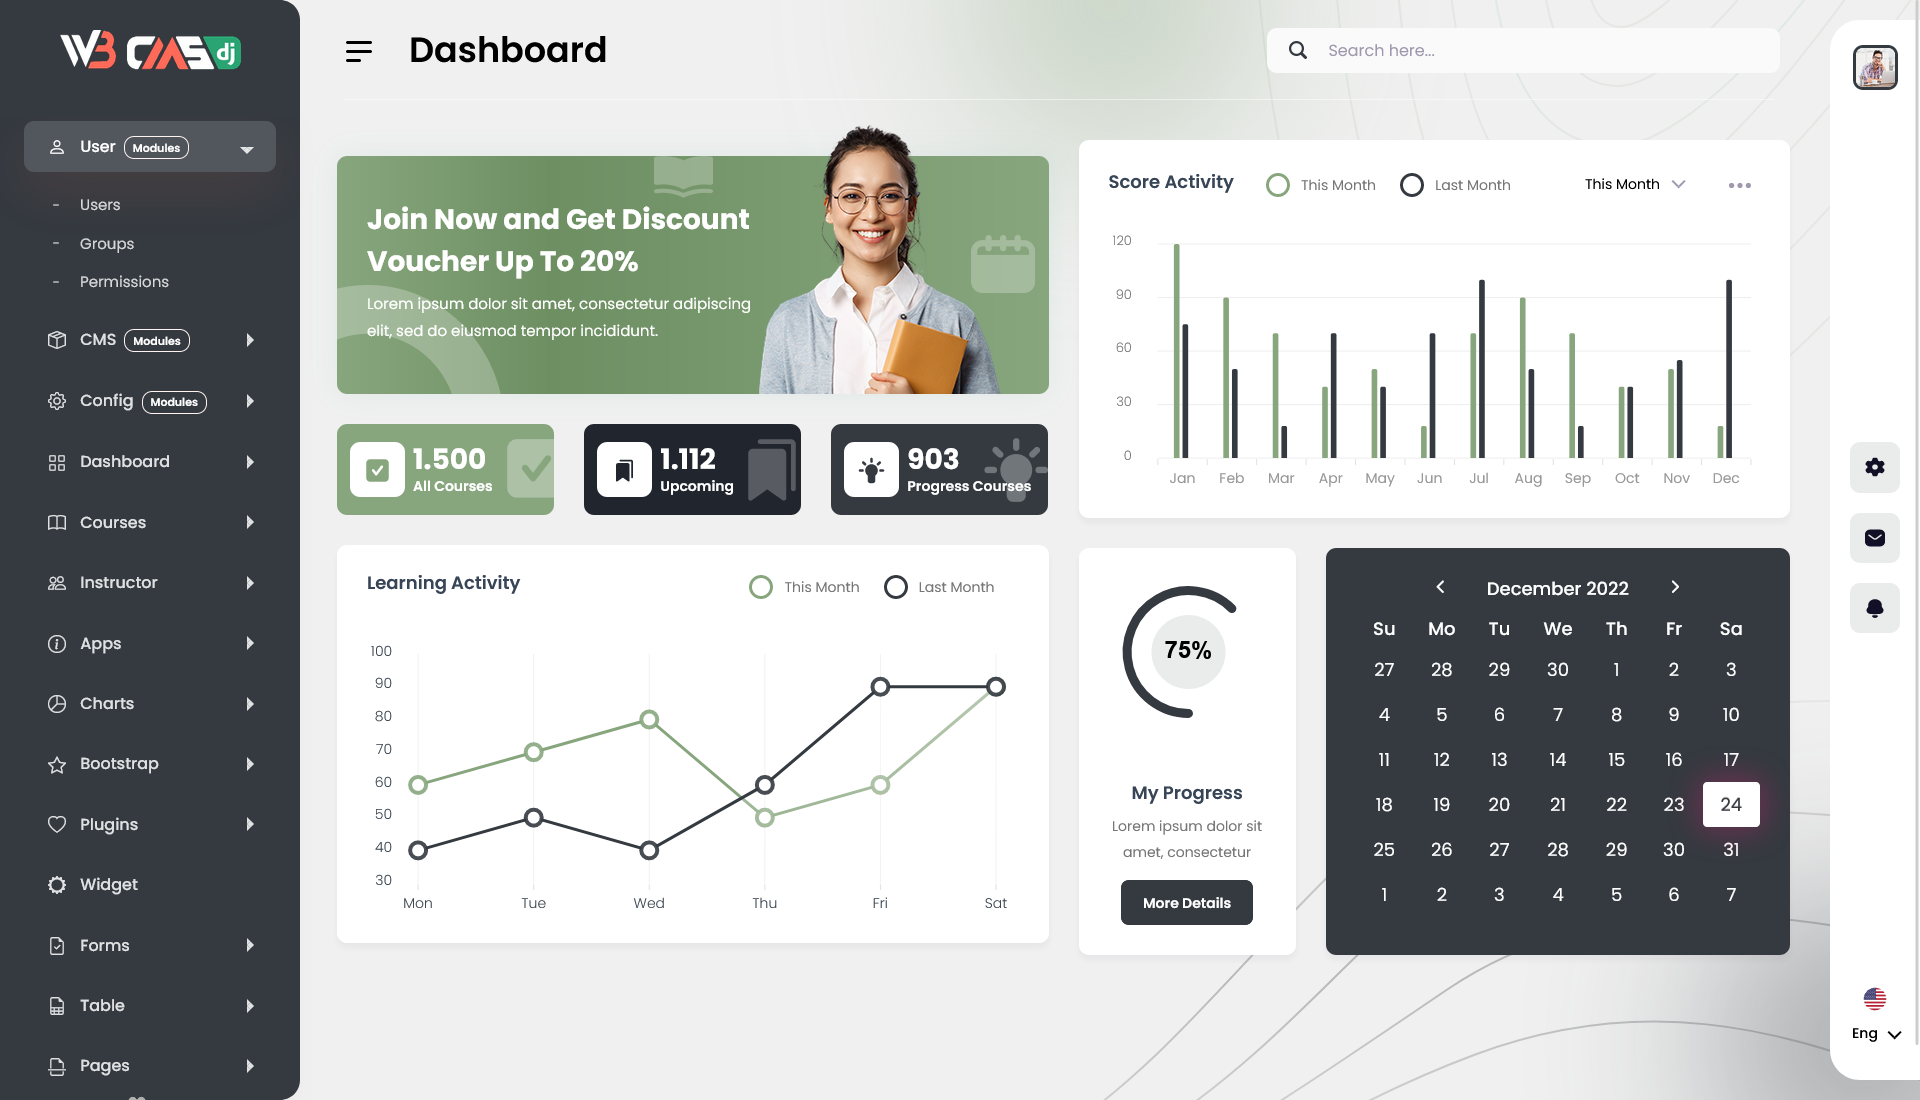 W3 CMS dj
User Modules
- Users
- Groups
- Permissions
CMS Modules
Config Modules
Dashboard
Courses
Instructor
Apps
Charts
Bootstrap
Plugins
Widget
Forms
Table
Pages
Dashboard
Search here...
Join Now and Get Discount
Voucher Up To 20%
Lorem ipsum dolor sit amet, consectetur adipiscing
elit, sed do eiusmod tempor incididunt.
1.500
All Courses
1.112
Upcoming
903
Progress Courses
Score Activity
This Month
Last Month
This Month
120
90
60
30
0
Jan Feb Mar Apr May Jun Jul Aug Sep Oct Nov Dec
Learning Activity
This Month
Last Month
100
90
80
70
60
50
40
30
Mon Tue Wed Thu Fri Sat
75%
My Progress
Lorem ipsum dolor sit
amet, consectetur
More Details
December 2022
Su Mo Tu We Th Fr Sa
27 28 29 30 1 2 3
4 5 6 7 8 9 10
11 12 13 14 15 16 17
18 19 20 21 22 23 24
25 26 27 28 29 30 31
1 2 3 4 5 6 7
Eng